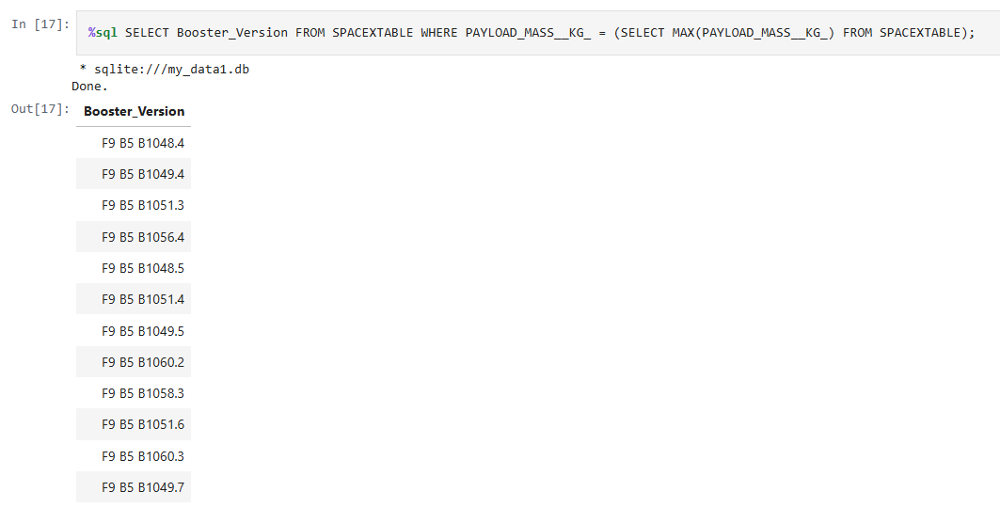 In [17]: %sql SELECT Booster_Version FROM SPACEXTABLE WHERE PAYLOAD_MASS__KG_ = (SELECT MAX(PAYLOAD_MASS__KG_) FROM SPACEXTABLE);
* sqlite:///my_data1.db
Done.
Out[17]: Booster_Version
F9 B5 B1048.4
F9 B5 B1049.4
F9 B5 B1051.3
F9 B5 B1056.4
F9 B5 B1048.5
F9 B5 B1051.4
F9 B5 B1049.5
F9 B5 B1060.2
F9 B5 B1058.3
F9 B5 B1051.6
F9 B5 B1060.3
F9 B5 B1049.7